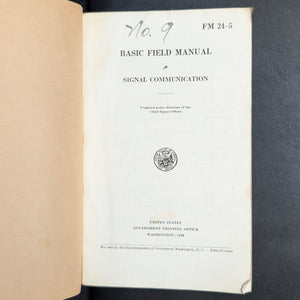 No. 9
FM 24-5
BASIC FIELD MANUAL
SIGNAL COMMUNICATION
Prepared under direction of the
Chief Signal Officer
UNITED STATES
GOVERNMENT PRINTING OFFICE
WASHINGTON : 1939
For sale by the Superintendent of Documents, Washington, D. C. - Price